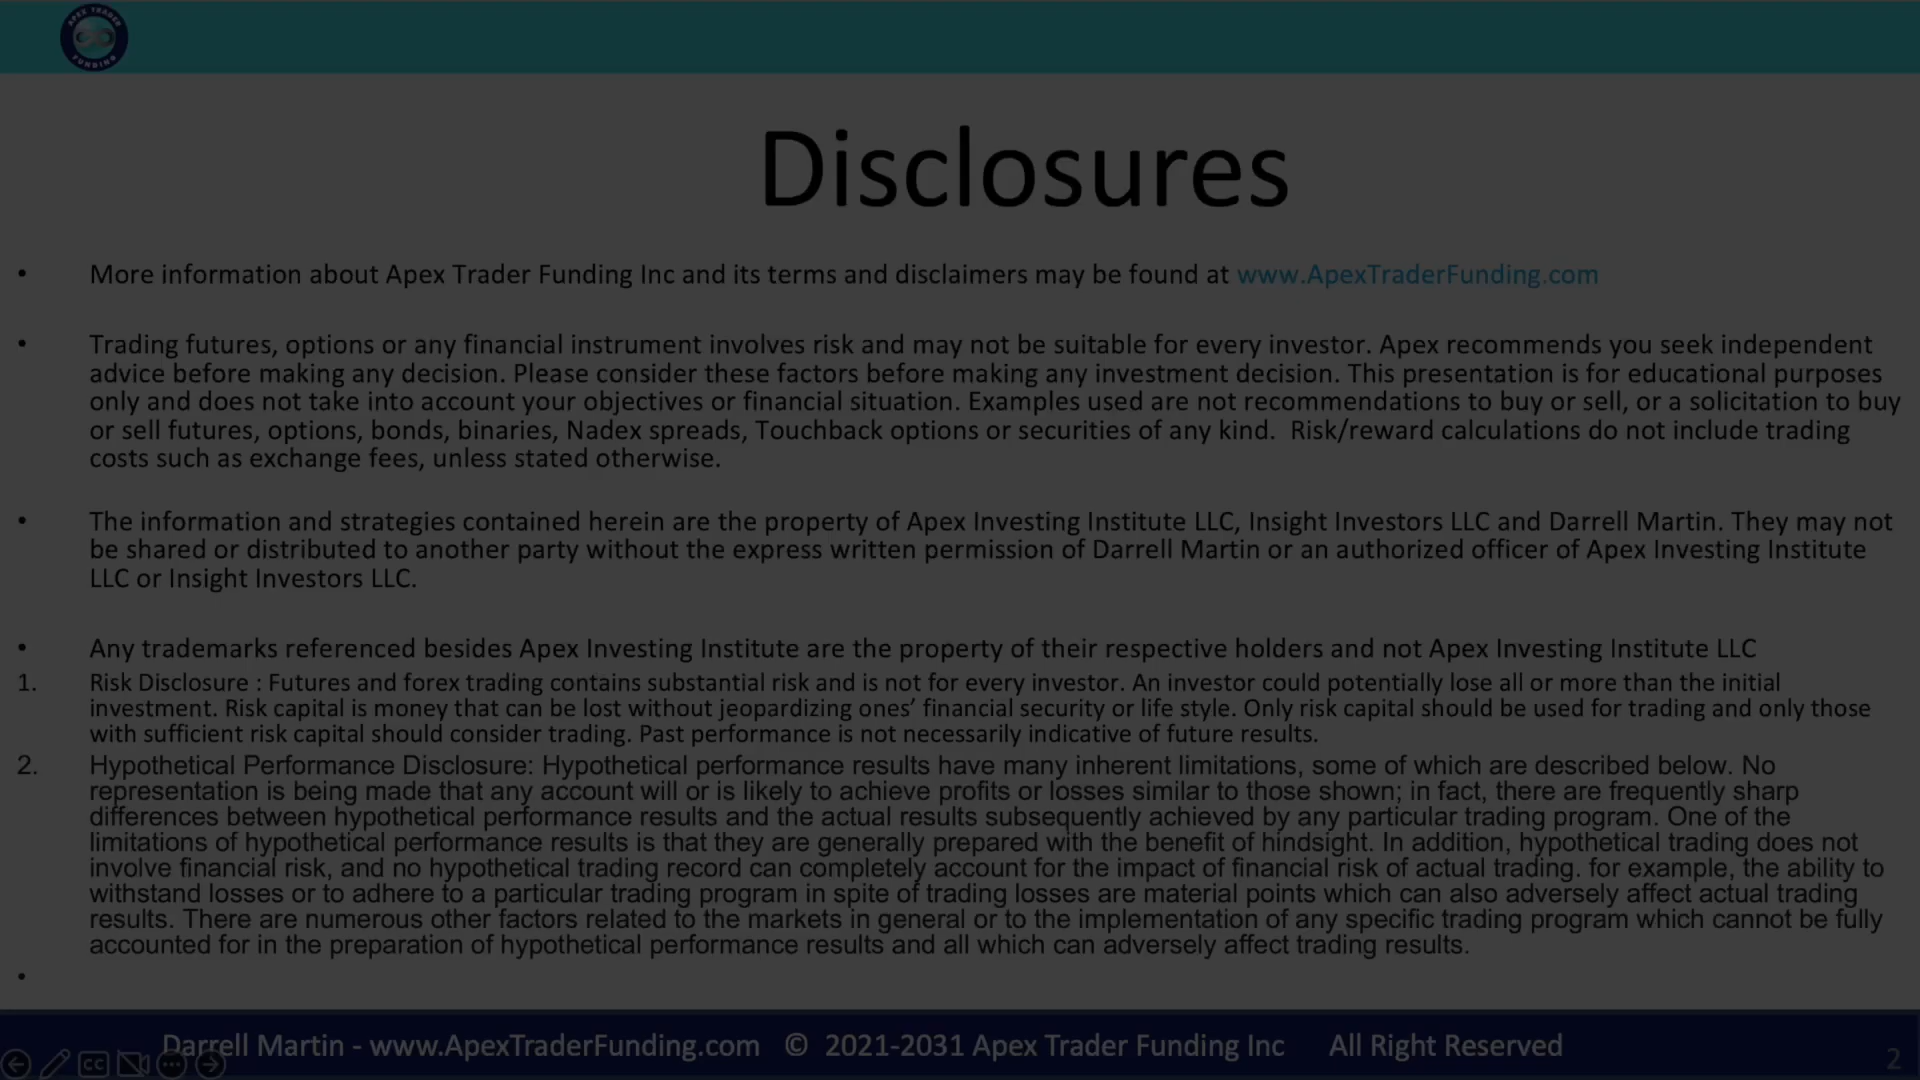 APEX TRADER
FUNDING
Disclosures
• More information about Apex Trader Funding Inc and its terms and disclaimers may be found at www.ApexTraderFunding.com
• Trading futures, options or any financial instrument involves risk and may not be suitable for every investor. Apex recommends you seek independent
advice before making any decision. Please consider these factors before making any investment decision. This presentation is for educational purposes
only and does not take into account your objectives or financial situation. Examples used are not recommendations to buy or sell, or a solicitation to buy
or sell futures, options, bonds, binaries, Nadex spreads, Touchback options or securities of any kind.  Risk/reward calculations do not include trading
costs such as exchange fees, unless stated otherwise.
• The information and strategies contained herein are the property of Apex Investing Institute LLC, Insight Investors LLC and Darrell Martin. They may not
be shared or distributed to another party without the express written permission of Darrell Martin or an authorized officer of Apex Investing Institute
LLC or Insight Investors LLC.
• Any trademarks referenced besides Apex Investing Institute are the property of their respective holders and not Apex Investing Institute LLC
1. Risk Disclosure : Futures and forex trading contains substantial risk and is not for every investor. An investor could potentially lose all or more than the initial
investment. Risk capital is money that can be lost without jeopardizing ones’ financial security or life style. Only risk capital should be used for trading and only those
with sufficient risk capital should consider trading. Past performance is not necessarily indicative of future results.
2. Hypothetical Performance Disclosure: Hypothetical performance results have many inherent limitations, some of which are described below. No
representation is being made that any account will or is likely to achieve profits or losses similar to those shown; in fact, there are frequently sharp
differences between hypothetical performance results and the actual results subsequently achieved by any particular trading program. One of the
limitations of hypothetical performance results is that they are generally prepared with the benefit of hindsight. In addition, hypothetical trading does not
involve financial risk, and no hypothetical trading record can completely account for the impact of financial risk of actual trading. for example, the ability to
withstand losses or to adhere to a particular trading program in spite of trading losses are material points which can also adversely affect actual trading
results. There are numerous other factors related to the markets in general or to the implementation of any specific trading program which cannot be fully
accounted for in the preparation of hypothetical performance results and all which can adversely affect trading results.
•
Darrell Martin - www.ApexTraderFunding.com © 2021-2031 Apex Trader Funding Inc All Right Reserved
CC
2